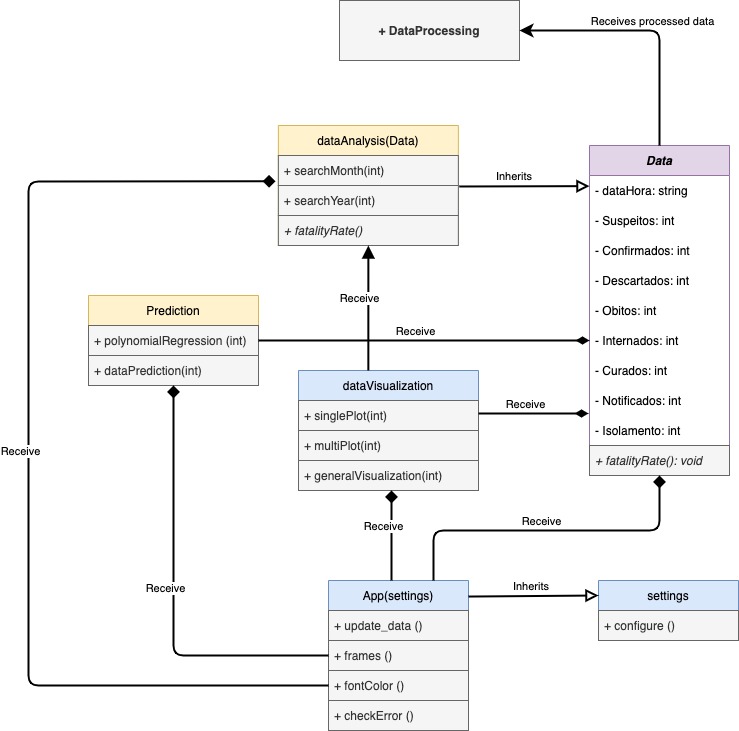 + DataProcessing
Receives processed data
dataAnalysis(Data)
+ searchMonth(int)
+ searchYear(int)
+ fatalityRate()
Inherits
Data
- dataHora: string
- Suspeitos: int
- Confirmados: int
- Descartados: int
- Obitos: int
- Internados: int
- Curados: int
- Notificados: int
- Isolamento: int
+ fatalityRate(): void
Receive
Prediction
+ polynomialRegression (int)
+ dataPrediction(int)
Receive
dataVisualization
+ singlePlot(int)
+ multiPlot(int)
+ generalVisualization(int)
Receive
Receive
Receive
Receive
Receive
App(settings)
+ update_data ()
+ frames ()
+ fontColor ()
+ checkError ()
Inherits
settings
+ configure ()